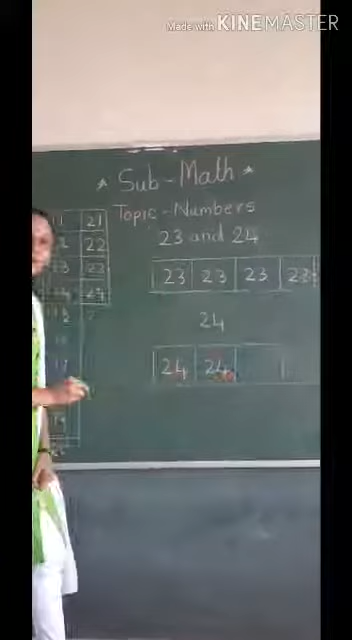 Made with KINEMASTER
* Sub-Math *
Topic - Numbers
23 and 24
23 23 23 23
24
24 24
21
22
23
24